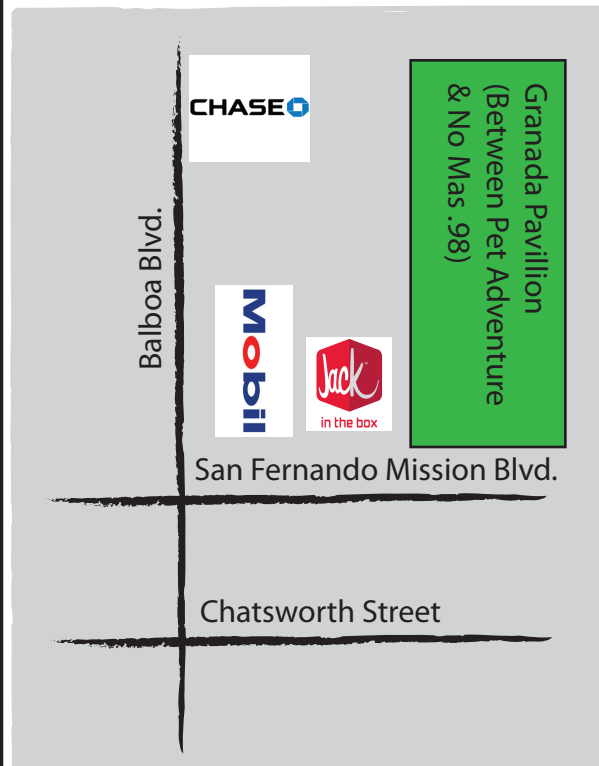 CHASE
Granada Pavillion
(Between Pet Adventure
& No Mas .98)
Balboa Blvd.
Mobil
Jack
in the box
San Fernando Mission Blvd.
Chatsworth Street